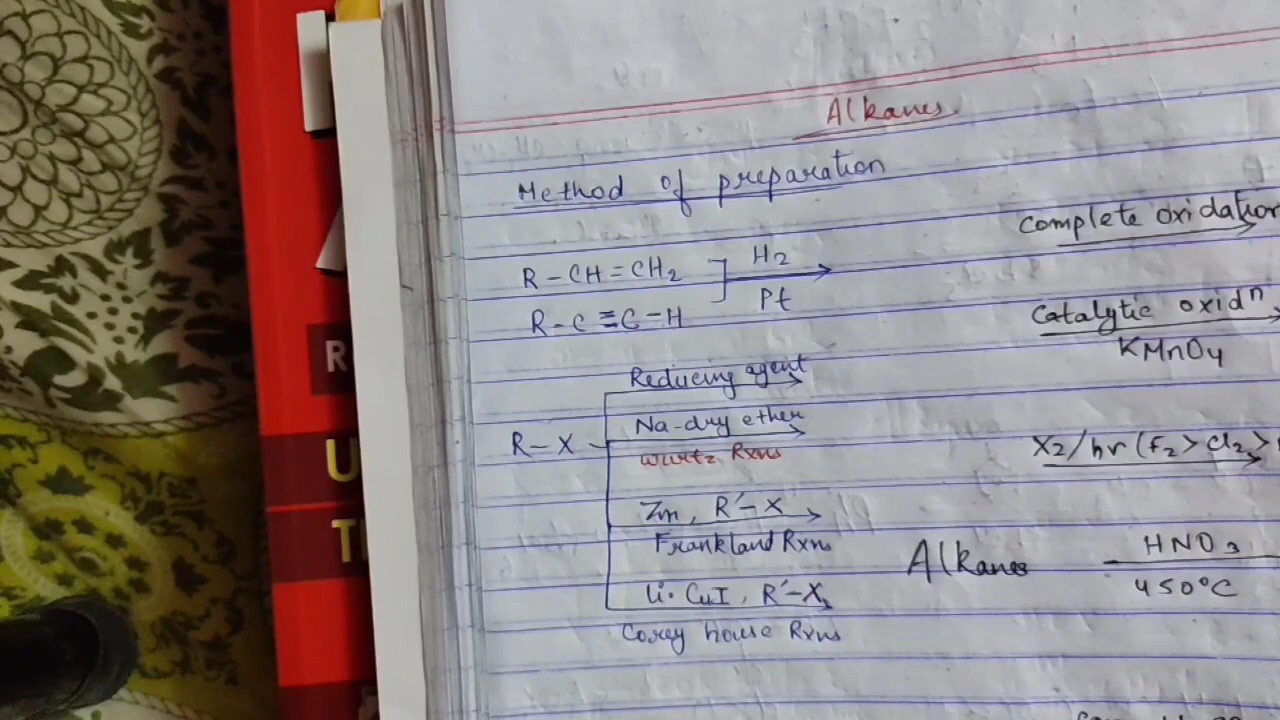 Alkanes.
Method of preparation
R-CH=CH2
H2
Pt
R-C≡C-H
R-X
Reducing agent
Na-dry ether
wurtz Rxns
Zn, R'-X
Frankland Rxns
Li. CuI, R'-X
Corey house Rxns
Alkanes
complete oxidation
Catalytic oxidn
KMnO4
X2/hr (F2>Cl2>
HNO3
450°C
R
U